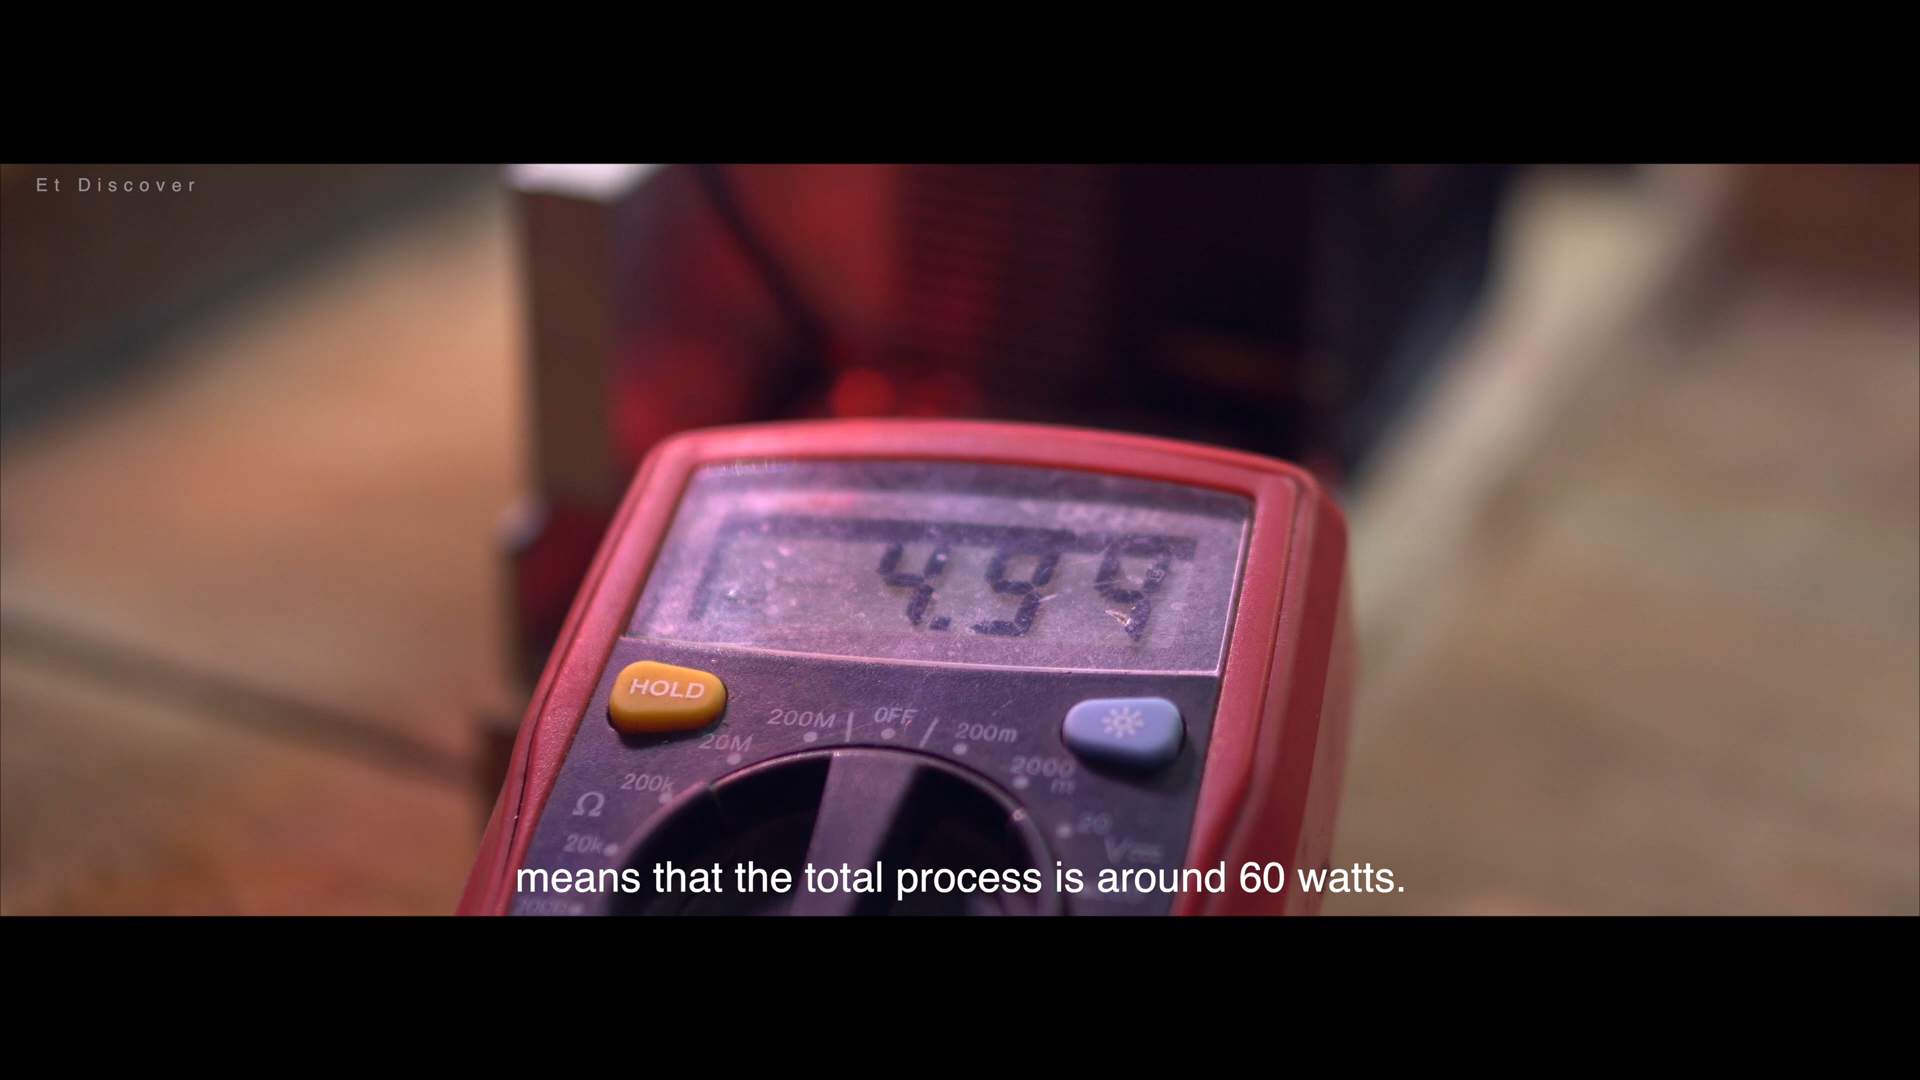 Et Discover
4.99
HOLD
200M OFF 200m
20M
2000
m
200k
Ω
20
20k
V
means that the total process is around 60 watts.